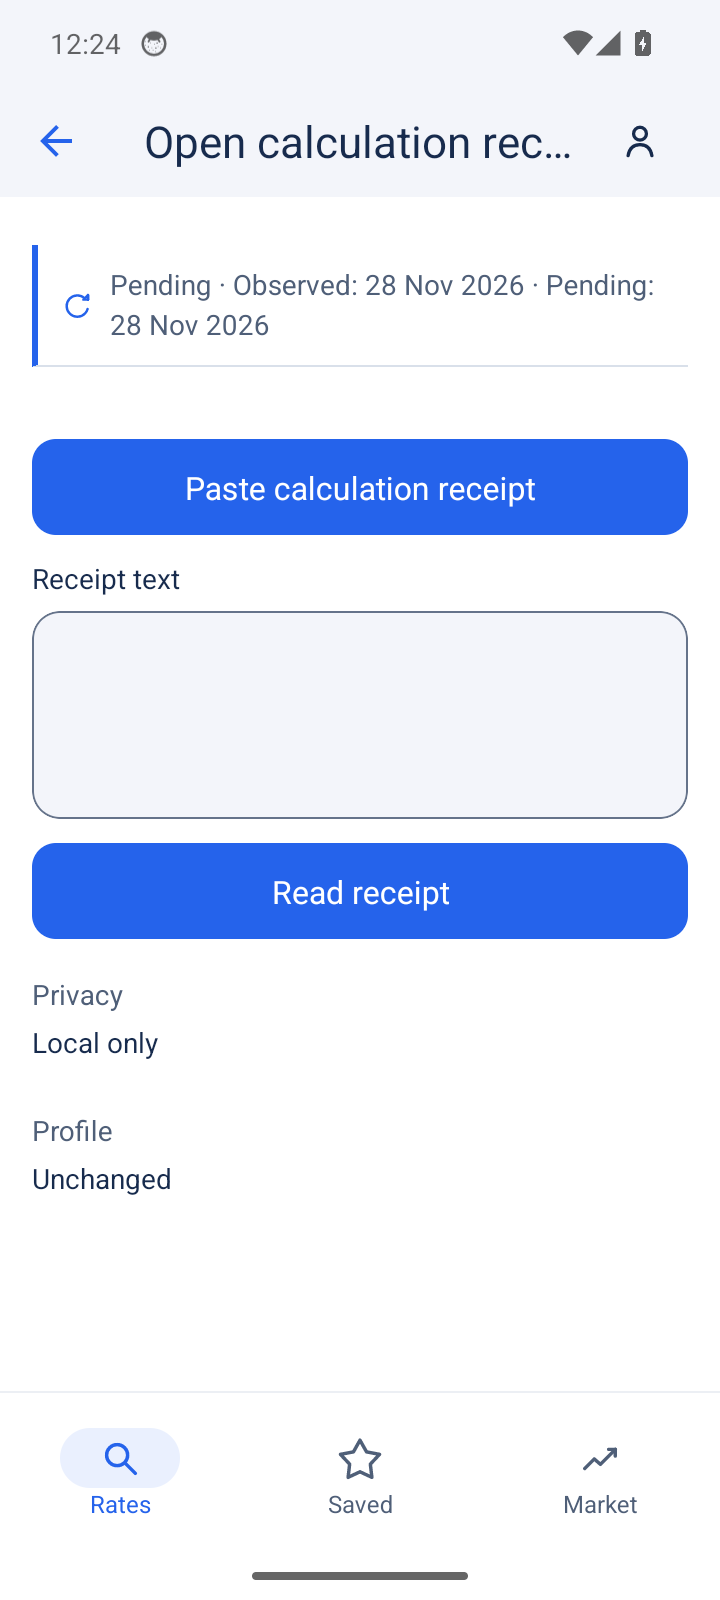 12:24
Open calculation rec...
Pending · Observed: 28 Nov 2026 · Pending:
28 Nov 2026
Paste calculation receipt
Receipt text
Read receipt
Privacy
Local only
Profile
Unchanged
Rates
Saved
Market